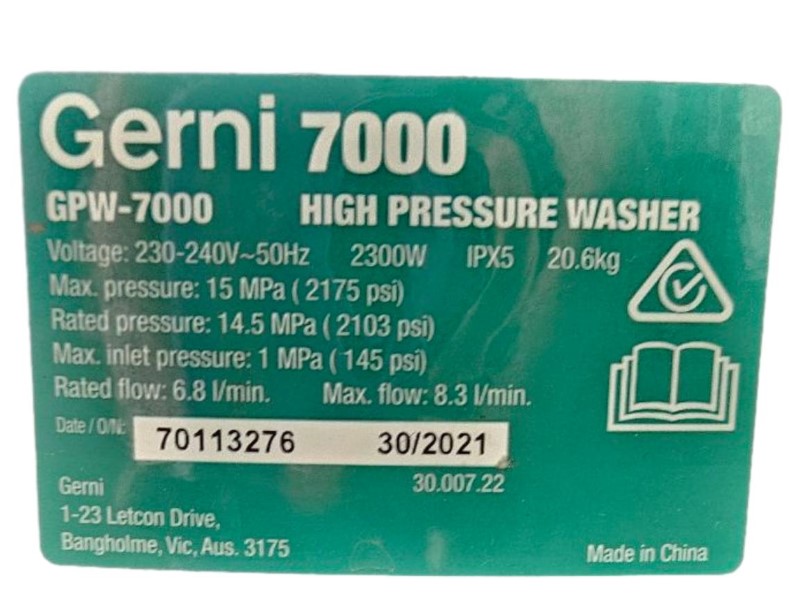 Gerni 7000
GPW-7000 HIGH PRESSURE WASHER
Voltage: 230-240V~50Hz 2300W IPX5 20.6kg
Max. pressure: 15 MPa ( 2175 psi)
Rated pressure: 14.5 MPa ( 2103 psi)
Max. inlet pressure: 1 MPa ( 145 psi)
Rated flow: 6.8 l/min. Max. flow: 8.3 l/min.
Date / O/N: 70113276 30/2021
Gerni 30.007.22
1-23 Letcon Drive,
Bangholme, Vic, Aus. 3175
Made in China